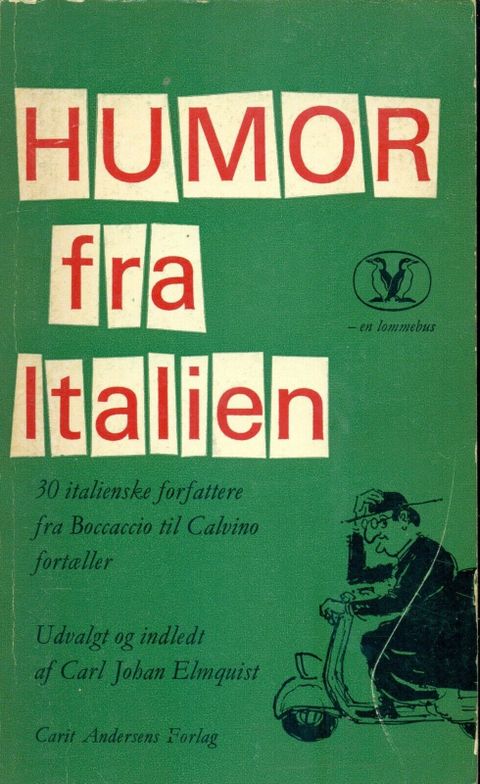 HUMOR
fra
Italien
– en lommebus
30 italienske forfattere
fra Boccaccio til Calvino
fortæller
Udvalgt og indledt
af Carl Johan Elmquist
Carit Andersens Forlag